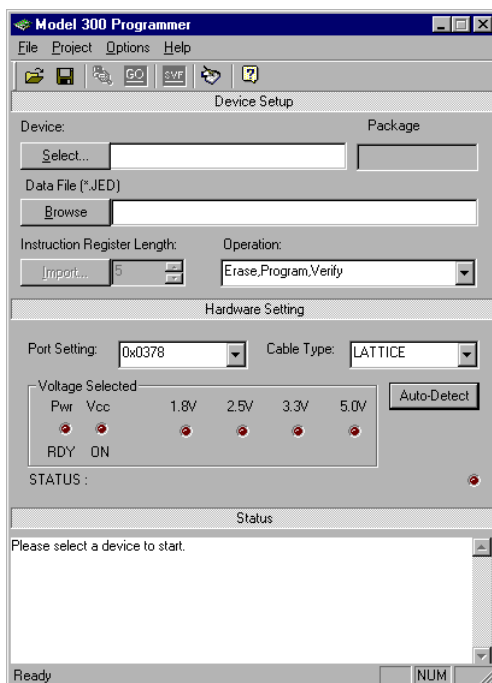 Model 300 Programmer
File Project Options Help
GO SVF
Device Setup
Device: Package
Select...
Data File (*.JED)
Browse
Instruction Register Length: Operation:
Import... 5 Erase,Program,Verify
Hardware Setting
Port Setting: 0x0378 Cable Type: LATTICE
Voltage Selected
Auto-Detect
Pwr Vcc 1.8V 2.5V 3.3V 5.0V
RDY ON
STATUS :
Status
Please select a device to start.
Ready NUM